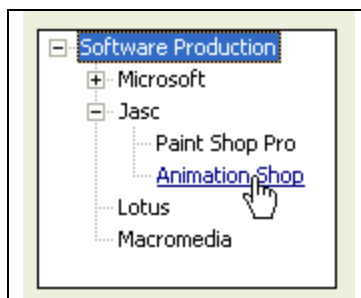 Software Production
Microsoft
Jasc
Paint Shop Pro
Animation Shop
Lotus
Macromedia